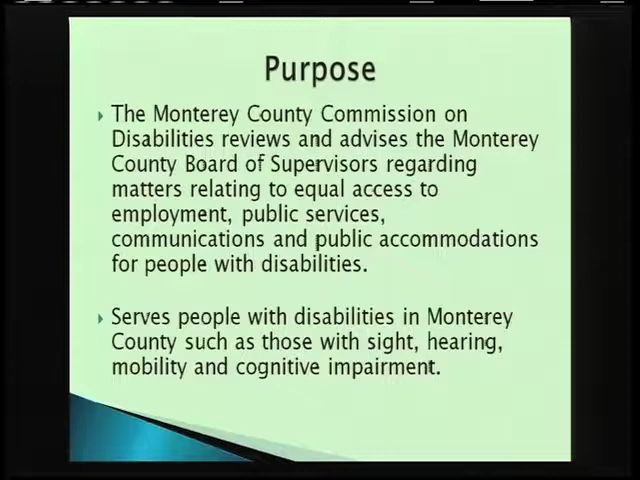 Purpose
The Monterey County Commission on
Disabilities reviews and advises the Monterey
County Board of Supervisors regarding
matters relating to equal access to
employment, public services,
communications and public accommodations
for people with disabilities.
Serves people with disabilities in Monterey
County such as those with sight, hearing,
mobility and cognitive impairment.